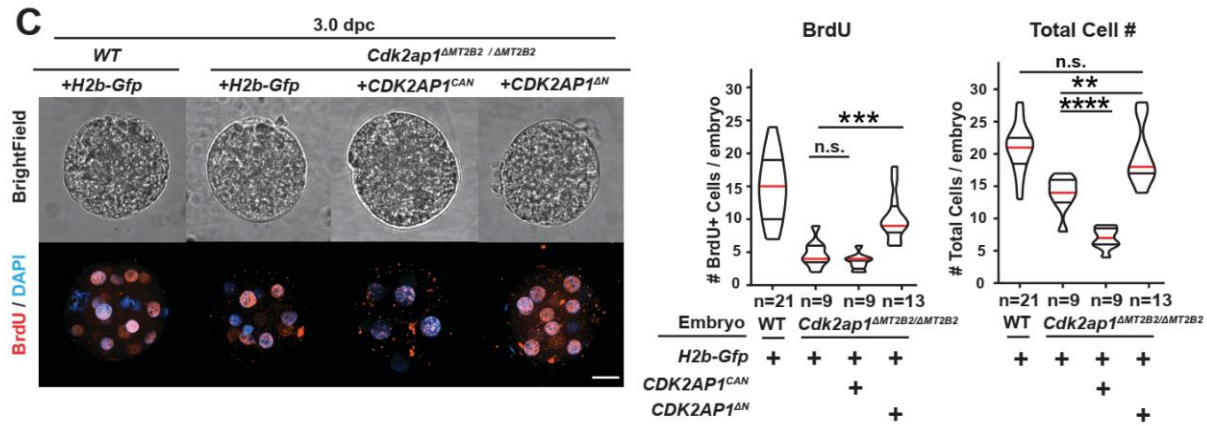 C
3.0 dpc
WT
Cdk2ap1ΔMT2B2 / ΔMT2B2
+H2b-Gfp
+H2b-Gfp
+CDK2AP1CAN
+CDK2AP1ΔN
BrightField
BrdU / DAPI
BrdU
# BrdU+ Cells / embryo
30
25
20
15
10
5
0
***
n.s.
n=21 n=9 n=9 n=13
Embryo WT Cdk2ap1ΔMT2B2/ΔMT2B2
H2b-Gfp + + + +
CDK2AP1CAN +
CDK2AP1ΔN +
Total Cell #
# Total Cells / embryo
30
25
20
15
10
5
0
n.s.
**
****
n=21 n=9 n=9 n=13
WT Cdk2ap1ΔMT2B2/ΔMT2B2
+ + + +
+
+